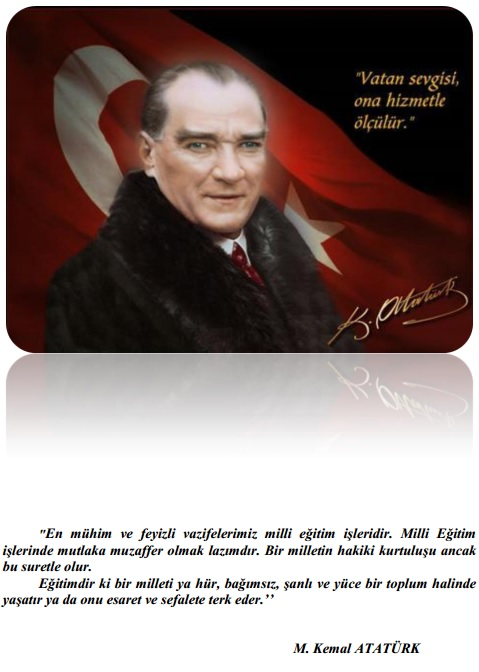 "Vatan sevgisi,
ona hizmetle
ölçülür."
K. Atatürk
"En mühim ve feyizli vazifelerimiz milli eğitim işleridir. Milli Eğitim
işlerinde mutlaka muzaffer olmak lazımdır. Bir milletin hakiki kurtuluşu ancak
bu suretle olur.
Eğitimdir ki bir milleti ya hür, bağımsız, şanlı ve yüce bir toplum halinde
yaşatır ya da onu esaret ve sefalete terk eder.’’
M. Kemal ATATÜRK